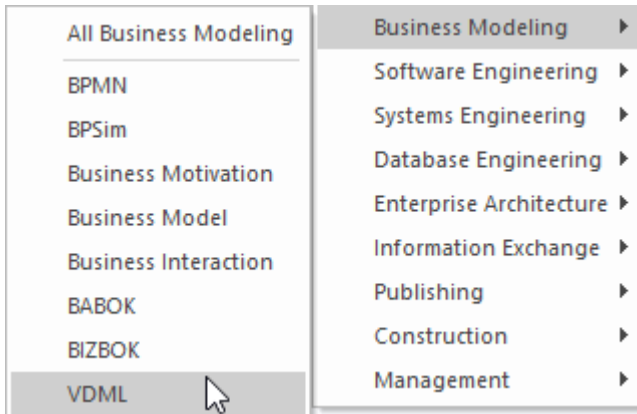 All Business Modeling
BPMN
BPSim
Business Motivation
Business Model
Business Interaction
BABOK
BIZBOK
VDML
Business Modeling
Software Engineering
Systems Engineering
Database Engineering
Enterprise Architecture
Information Exchange
Publishing
Construction
Management